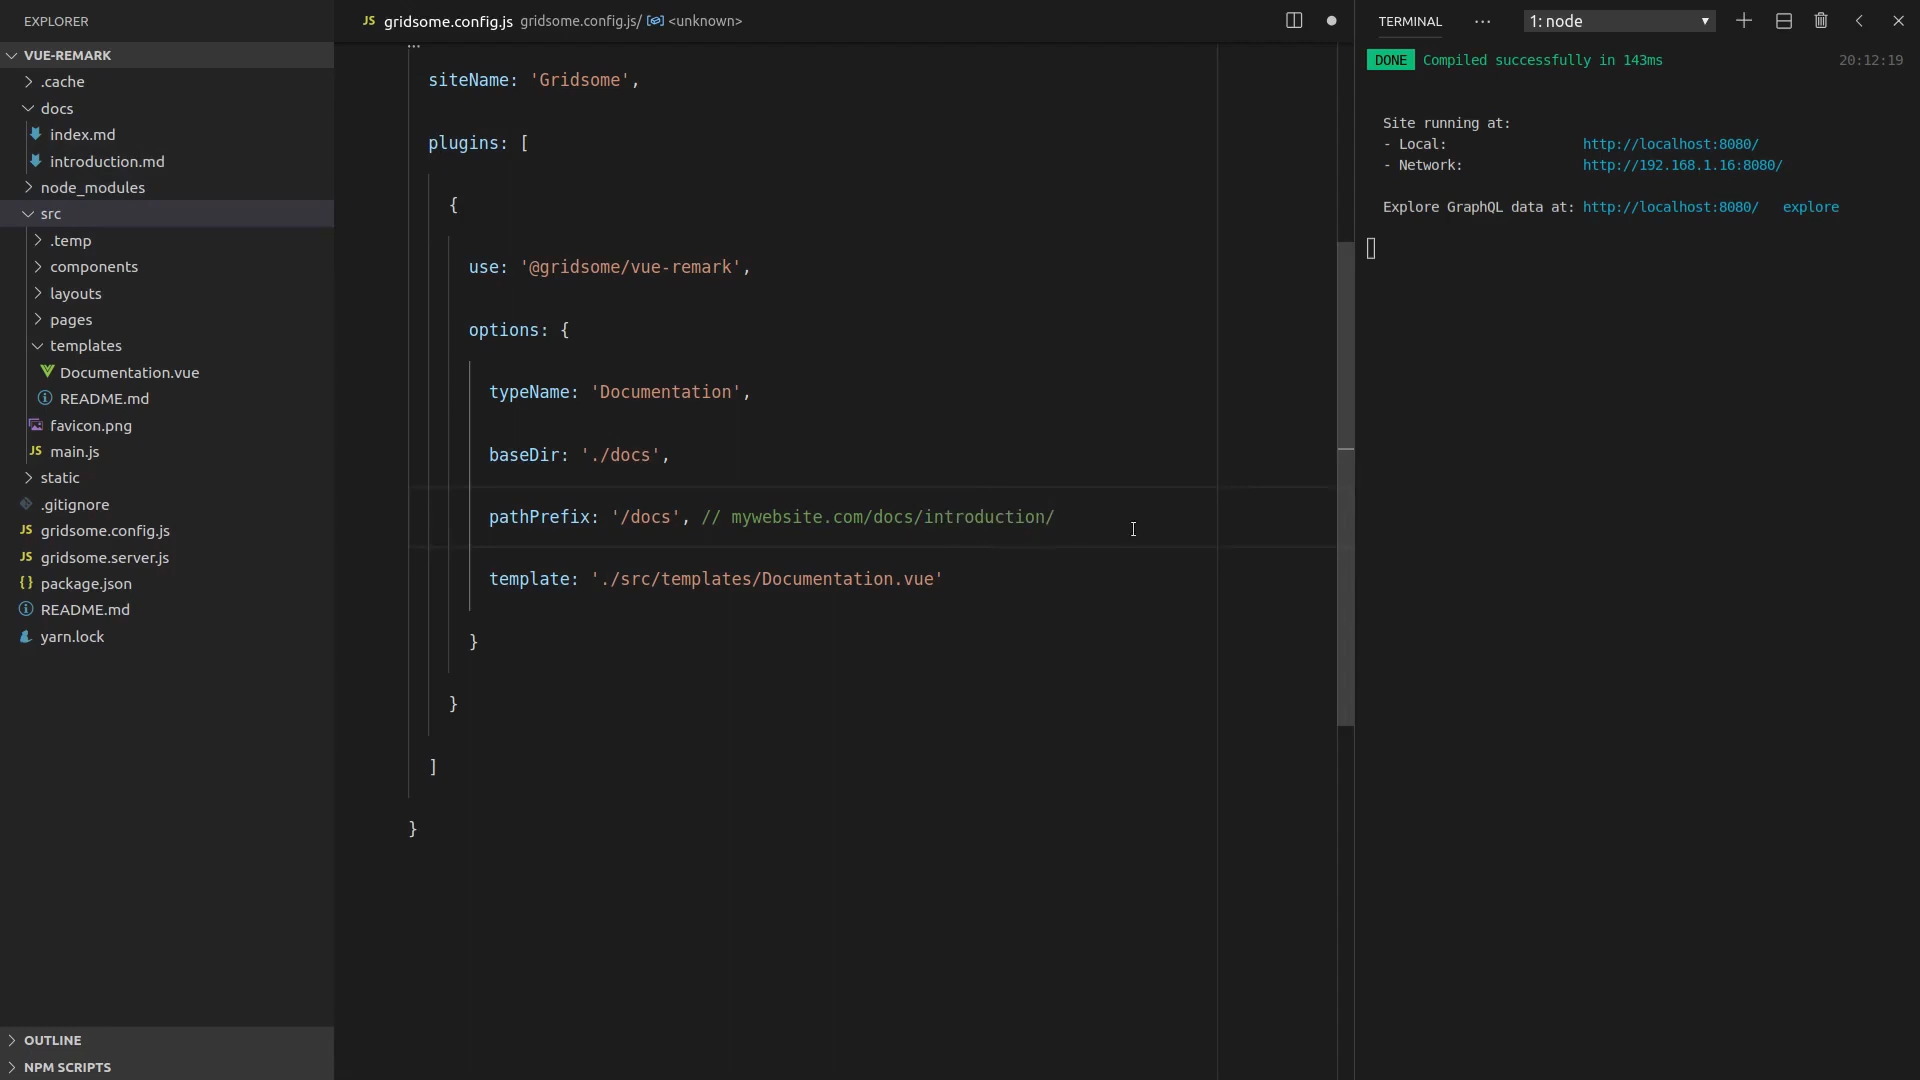 EXPLORER
VUE-REMARK
.cache
docs
index.md
introduction.md
node_modules
src
.temp
components
layouts
pages
templates
Documentation.vue
README.md
favicon.png
JS main.js
static
.gitignore
JS gridsome.config.js
JS gridsome.server.js
{ } package.json
README.md
yarn.lock
OUTLINE
NPM SCRIPTS
JS gridsome.config.js gridsome.config.js/ <unknown>
...
siteName: 'Gridsome',
plugins: [
{
use: '@gridsome/vue-remark',
options: {
typeName: 'Documentation',
baseDir: './docs',
pathPrefix: '/docs', // mywebsite.com/docs/introduction/
template: './src/templates/Documentation.vue'
}
}
]
}
TERMINAL ... 1: node
DONE Compiled successfully in 143ms 20:12:19
Site running at:
- Local: http://localhost:8080/
- Network: http://192.168.1.16:8080/
Explore GraphQL data at: http://localhost:8080/ explore